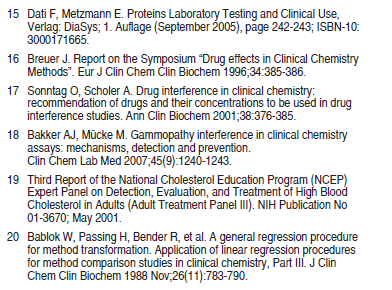 15 Dati F, Metzmann E. Proteins Laboratory Testing and Clinical Use,
Verlag: DiaSys; 1. Auflage (September 2005), page 242-243; ISBN-10:
3000171665.
16 Breuer J. Report on the Symposium “Drug effects in Clinical Chemistry
Methods”. Eur J Clin Chem Clin Biochem 1996;34:385-386.
17 Sonntag O, Scholer A. Drug interference in clinical chemistry:
recommendation of drugs and their concentrations to be used in drug
interference studies. Ann Clin Biochem 2001;38:376-385.
18 Bakker AJ, Mücke M. Gammopathy interference in clinical chemistry
assays: mechanisms, detection and prevention.
Clin Chem Lab Med 2007;45(9):1240-1243.
19 Third Report of the National Cholesterol Education Program (NCEP)
Expert Panel on Detection, Evaluation, and Treatment of High Blood
Cholesterol in Adults (Adult Treatment Panel III). NIH Publication No
01-3670; May 2001.
20 Bablok W, Passing H, Bender R, et al. A general regression procedure
for method transformation. Application of linear regression procedures
for method comparison studies in clinical chemistry, Part III. J Clin
Chem Clin Biochem 1988 Nov;26(11):783-790.